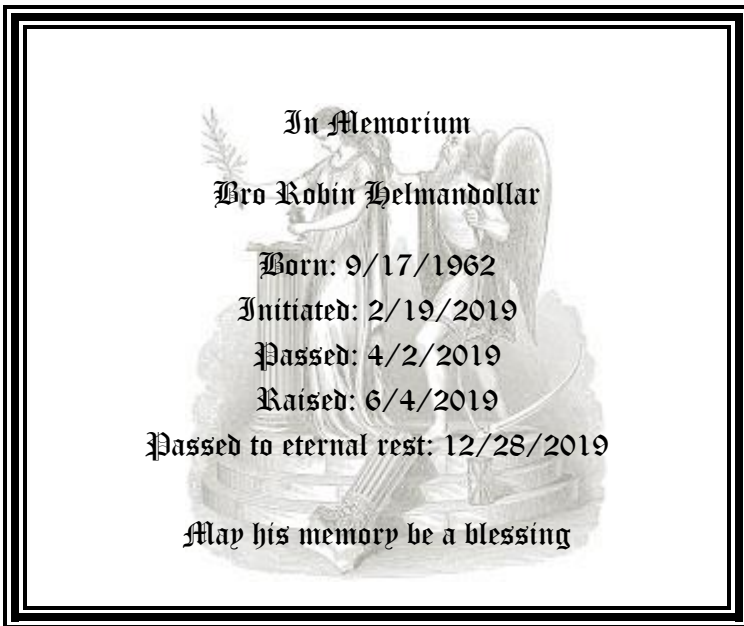 In Memorium
Bro Robin Helmandollar
Born: 9/17/1962
Initiated: 2/19/2019
Passed: 4/2/2019
Raised: 6/4/2019
Passed to eternal rest: 12/28/2019
May his memory be a blessing